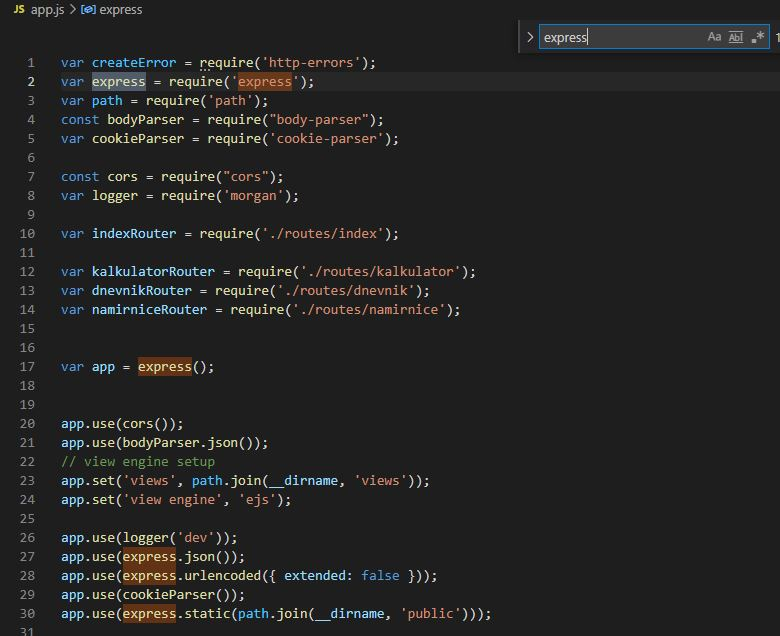 JS app.js > express
express Aa Abl .* 1
1 var createError = require('http-errors');
2 var express = require('express');
3 var path = require('path');
4 const bodyParser = require("body-parser");
5 var cookieParser = require('cookie-parser');
6
7 const cors = require("cors");
8 var logger = require('morgan');
9
10 var indexRouter = require('./routes/index');
11
12 var kalkulatorRouter = require('./routes/kalkulator');
13 var dnevnikRouter = require('./routes/dnevnik');
14 var namirniceRouter = require('./routes/namirnice');
15
16
17 var app = express();
18
19
20 app.use(cors());
21 app.use(bodyParser.json());
22 // view engine setup
23 app.set('views', path.join(__dirname, 'views'));
24 app.set('view engine', 'ejs');
25
26 app.use(logger('dev'));
27 app.use(express.json());
28 app.use(express.urlencoded({ extended: false }));
29 app.use(cookieParser());
30 app.use(express.static(path.join(__dirname, 'public')));
31